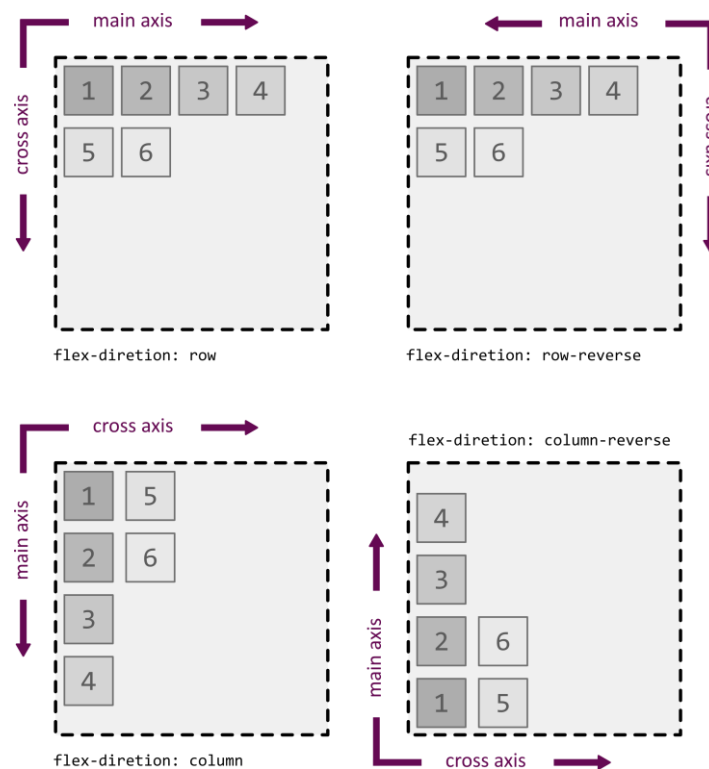 main axis
cross axis
1 2 3 4
5 6
flex-diretion: row
main axis
cross axis
1 2 3 4
5 6
flex-diretion: row-reverse
cross axis
main axis
1 5
2 6
3
4
flex-diretion: column
flex-diretion: column-reverse
main axis
4
3
2 6
1 5
cross axis